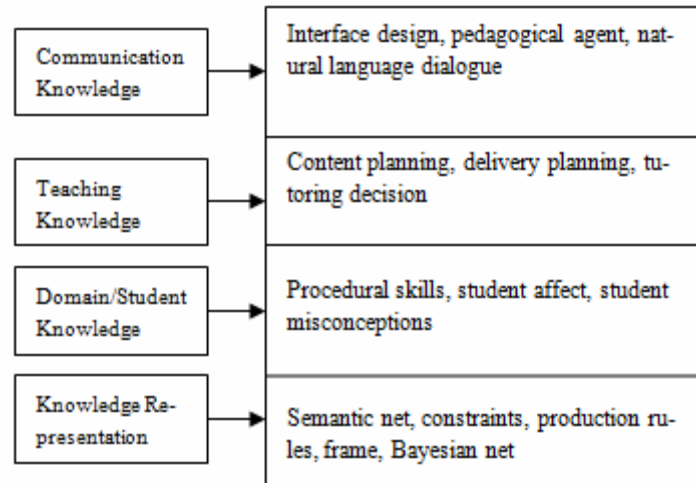 Communication
Knowledge
Interface design, pedagogical agent, nat-
ural language dialogue
Teaching
Knowledge
Content planning, delivery planning, tu-
toring decision
Domain/Student
Knowledge
Procedural skills, student affect, student
misconceptions
Knowledge Re-
presentation
Semantic net, constraints, production ru-
les, frame, Bayesian net